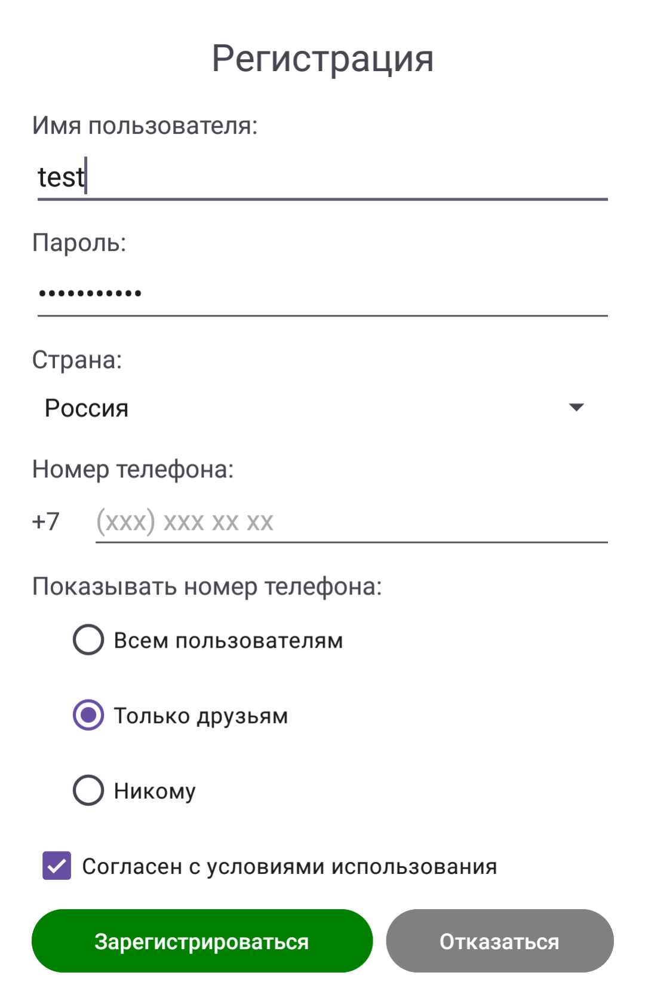 Регистрация
Имя пользователя:
test
Пароль:
•••••••••••
Страна:
Россия
Номер телефона:
+7 (xxx) xxx xx xx
Показывать номер телефона:
Всем пользователям
Только друзьям
Никому
Согласен с условиями использования
Зарегистрироваться Отказаться